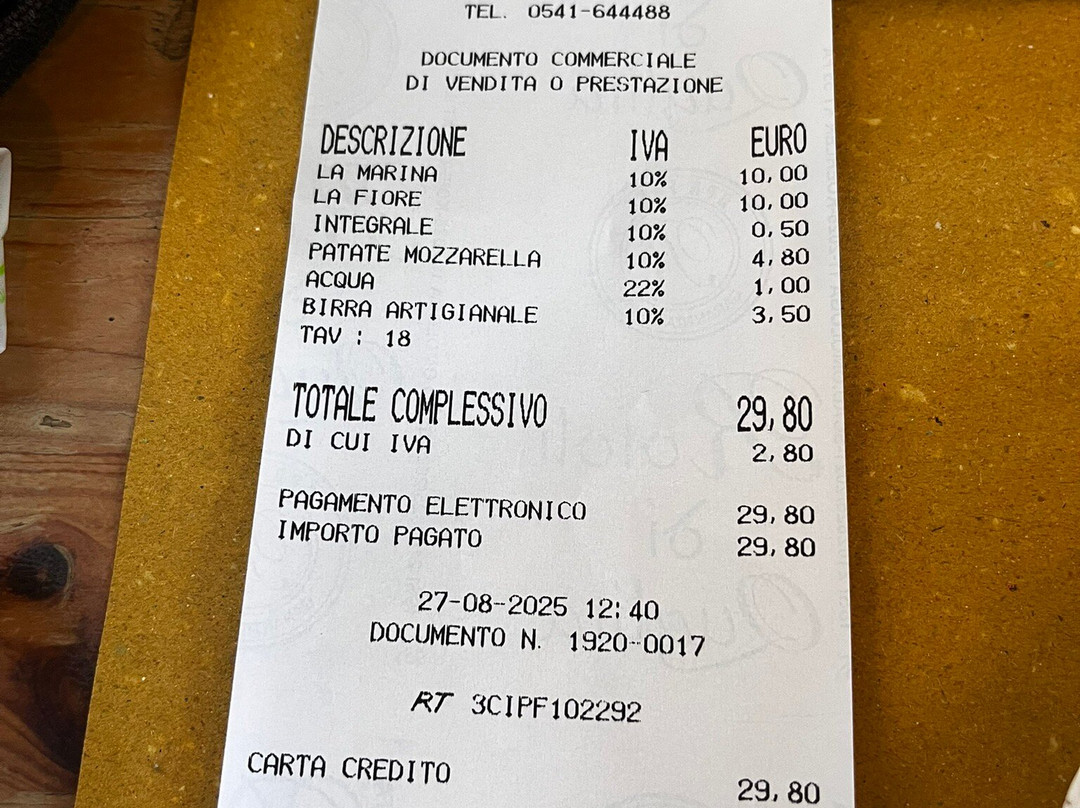 TEL. 0541-644488
DOCUMENTO COMMERCIALE
DI VENDITA O PRESTAZIONE
DESCRIZIONE IVA EURO
LA MARINA 10% 10,00
LA FIORE 10% 10,00
INTEGRALE 10% 0,50
PATATE MOZZARELLA 10% 4,80
ACQUA 22% 1,00
BIRRA ARTIGIANALE 10% 3,50
TAV : 18
TOTALE COMPLESSIVO 29,80
DI CUI IVA 2,80
PAGAMENTO ELETTRONICO 29,80
IMPORTO PAGATO 29,80
27-08-2025 12:40
DOCUMENTO N. 1920-0017
RT 3CIPF102292
CARTA CREDITO 29,80